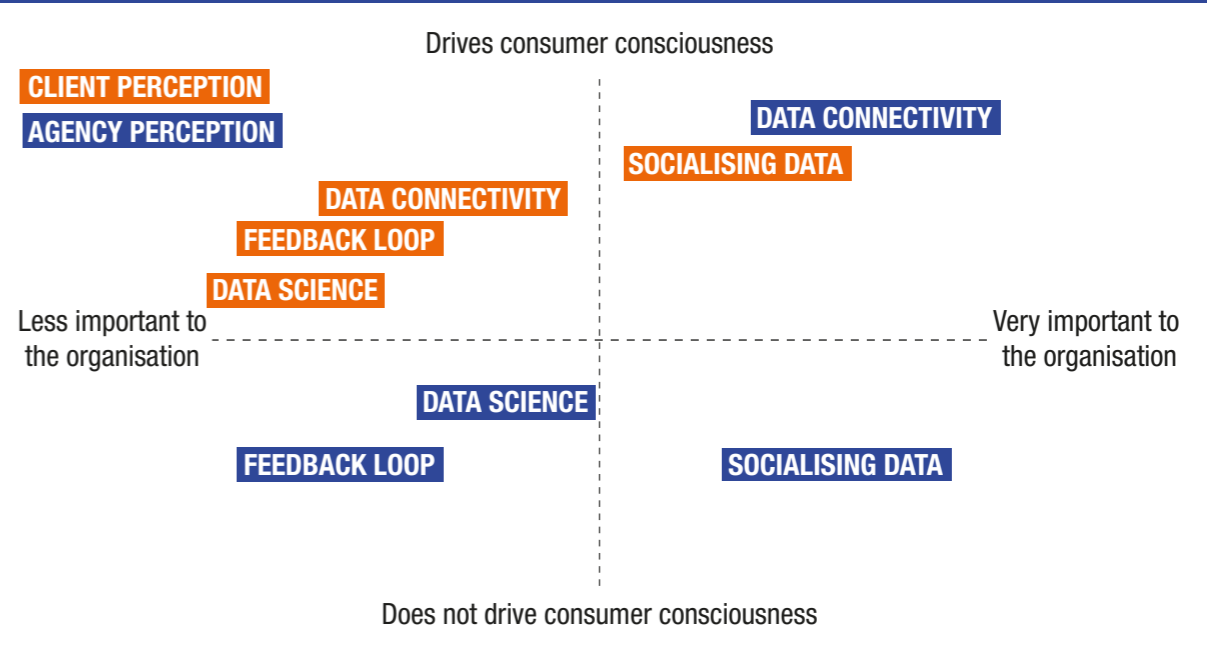 Drives consumer consciousness
CLIENT PERCEPTION
AGENCY PERCEPTION
DATA CONNECTIVITY
SOCIALISING DATA
DATA CONNECTIVITY
FEEDBACK LOOP
DATA SCIENCE
Less important to
the organisation
Very important to
the organisation
DATA SCIENCE
FEEDBACK LOOP
SOCIALISING DATA
Does not drive consumer consciousness